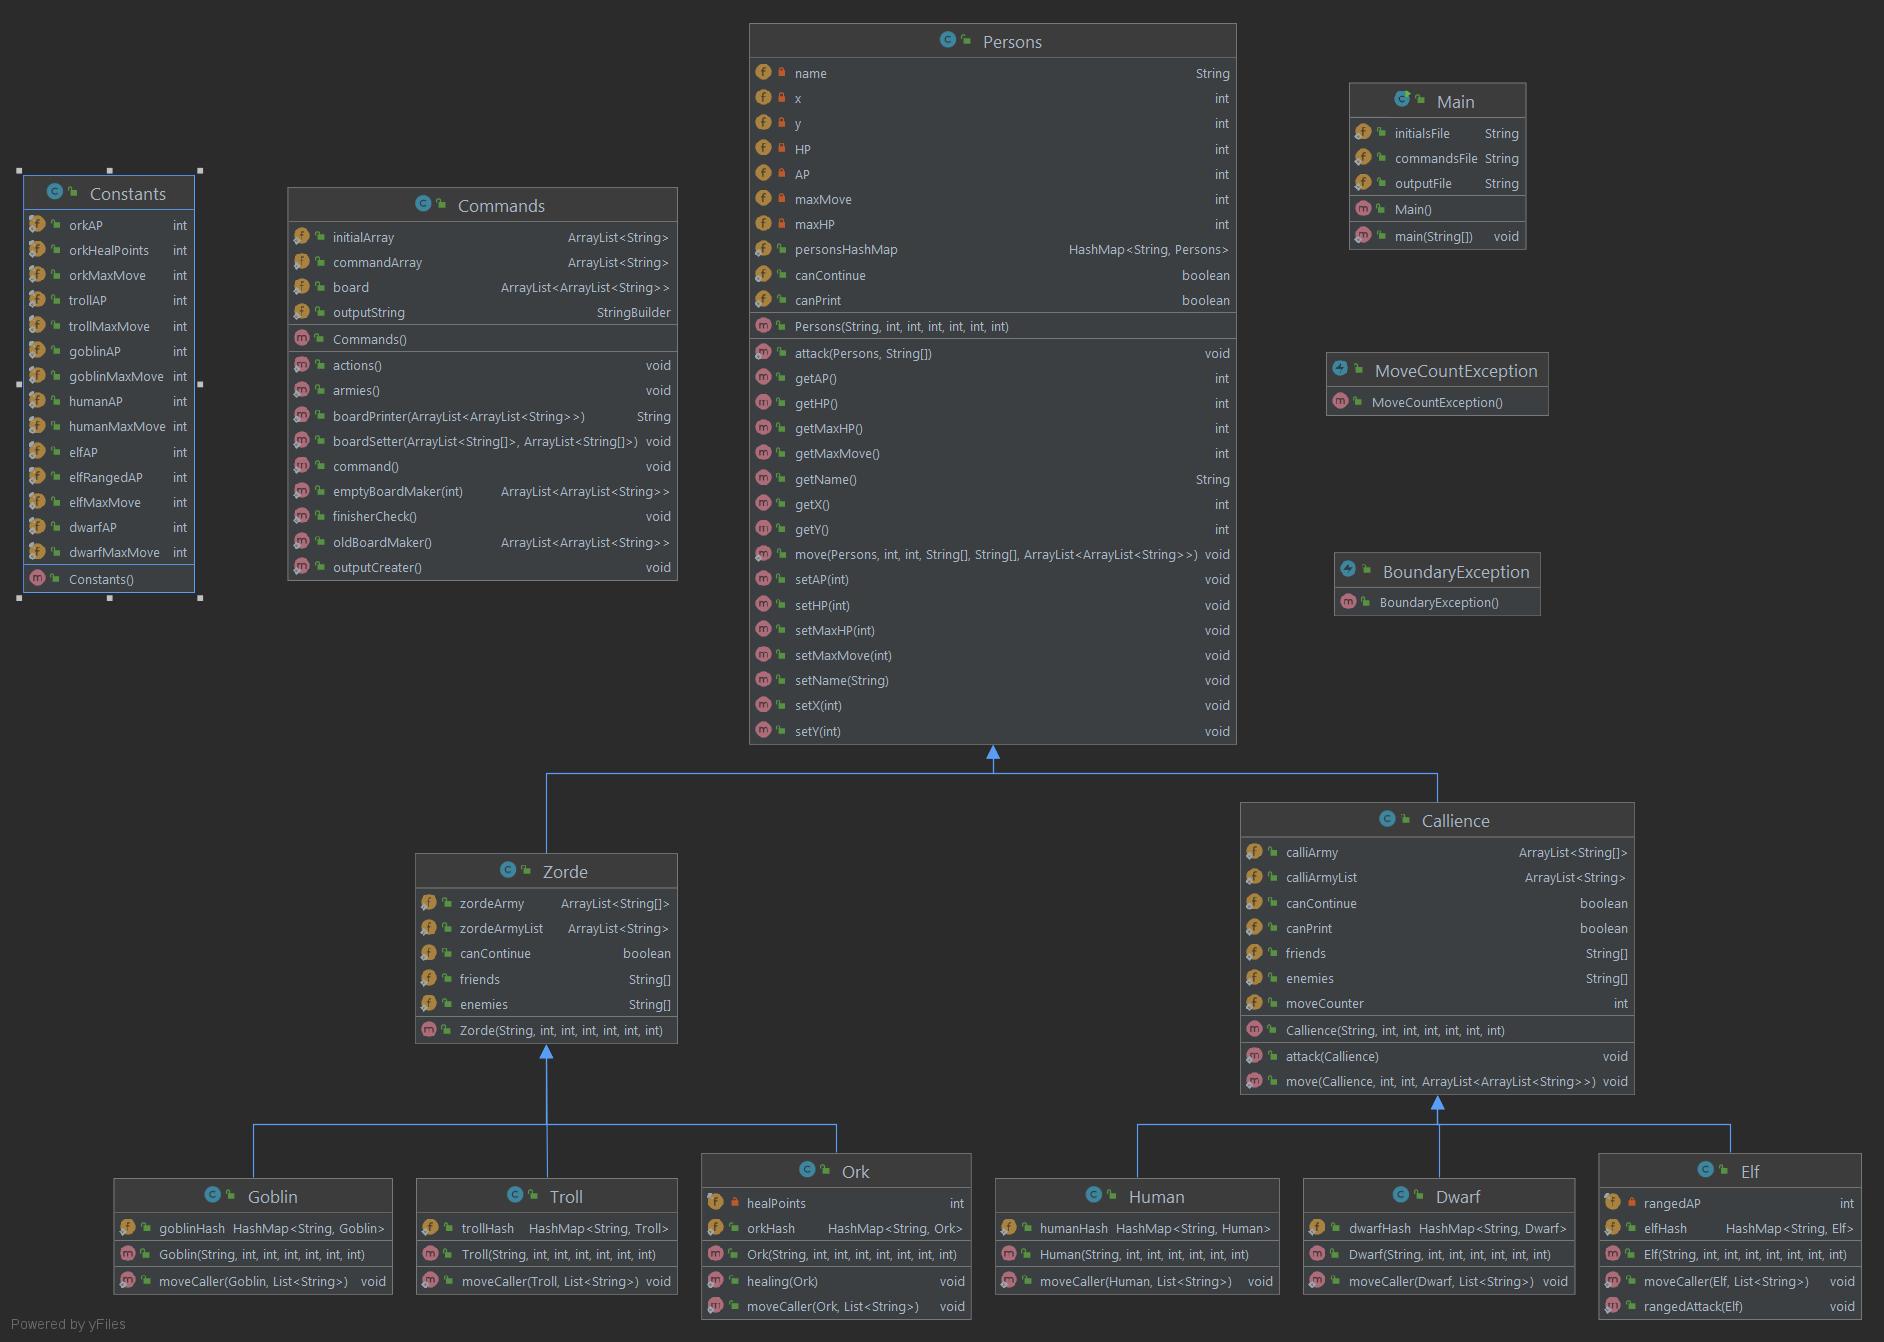 Persons
name String
x int
y int
HP int
AP int
maxMove int
maxHP int
personsHashMap HashMap<String, Persons>
canContinue boolean
canPrint boolean
Persons(String, int, int, int, int, int, int)
attack(Persons, String[]) void
getAP() int
getHP() int
getMaxHP() int
getMaxMove() int
getName() String
getX() int
getY() int
move(Persons, int, int, String[], String[], ArrayList<ArrayList<String>>) void
setAP(int) void
setHP(int) void
setMaxHP(int) void
setMaxMove(int) void
setName(String) void
setX(int) void
setY(int) void
Main
initialsFile String
commandsFile String
outputFile String
Main()
main(String[]) void
Constants
orkAP int
orkHealPoints int
orkMaxMove int
trollAP int
trollMaxMove int
goblinAP int
goblinMaxMove int
humanAP int
humanMaxMove int
elfAP int
elfRangedAP int
elfMaxMove int
dwarfAP int
dwarfMaxMove int
Constants()
Commands
initialArray ArrayList<String>
commandArray ArrayList<String>
board ArrayList<ArrayList<String>>
outputString StringBuilder
Commands()
actions() void
armies() void
boardPrinter(ArrayList<ArrayList<String>>) String
boardSetter(ArrayList<String[]>, ArrayList<String[]>) void
command() void
emptyBoardMaker(int) ArrayList<ArrayList<String>>
finisherCheck() void
oldBoardMaker() ArrayList<ArrayList<String>>
outputCreater() void
MoveCountException
MoveCountException()
BoundaryException
BoundaryException()
Zorde
zordeArmy ArrayList<String[]>
zordeArmyList ArrayList<String>
canContinue boolean
friends String[]
enemies String[]
Zorde(String, int, int, int, int, int, int)
Callience
calliArmy ArrayList<String[]>
calliArmyList ArrayList<String>
canContinue boolean
canPrint boolean
friends String[]
enemies String[]
moveCounter int
Callience(String, int, int, int, int, int, int)
attack(Callience) void
move(Callience, int, int, ArrayList<ArrayList<String>>) void
Goblin
goblinHash HashMap<String, Goblin>
Goblin(String, int, int, int, int, int, int)
moveCaller(Goblin, List<String>) void
Troll
trollHash HashMap<String, Troll>
Troll(String, int, int, int, int, int, int)
moveCaller(Troll, List<String>) void
Ork
healPoints int
orkHash HashMap<String, Ork>
Ork(String, int, int, int, int, int, int, int)
healing(Ork) void
moveCaller(Ork, List<String>) void
Human
humanHash HashMap<String, Human>
Human(String, int, int, int, int, int, int)
moveCaller(Human, List<String>) void
Dwarf
dwarfHash HashMap<String, Dwarf>
Dwarf(String, int, int, int, int, int, int)
moveCaller(Dwarf, List<String>) void
Elf
rangedAP int
elfHash HashMap<String, Elf>
Elf(String, int, int, int, int, int, int, int)
moveCaller(Elf, List<String>) void
rangedAttack(Elf) void
Powered by yFiles